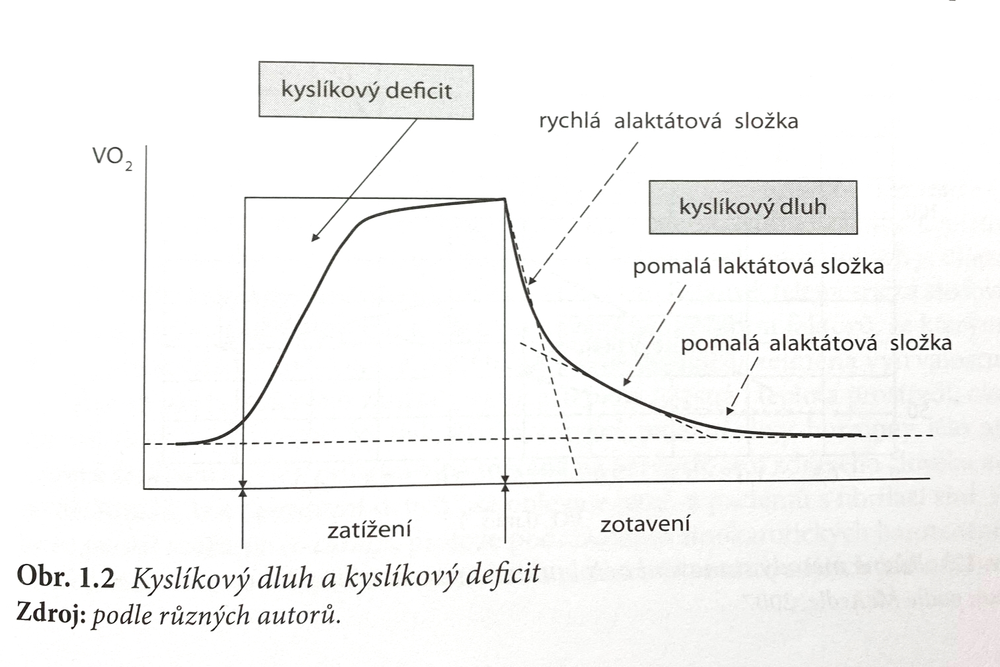 kyslíkový deficit
rychlá alaktátová složka
VO2
kyslíkový dluh
pomalá laktátová složka
pomalá alaktátová složka
zatížení
zotavení
Obr. 1.2 Kyslíkový dluh a kyslíkový deficit
Zdroj: podle různých autorů.